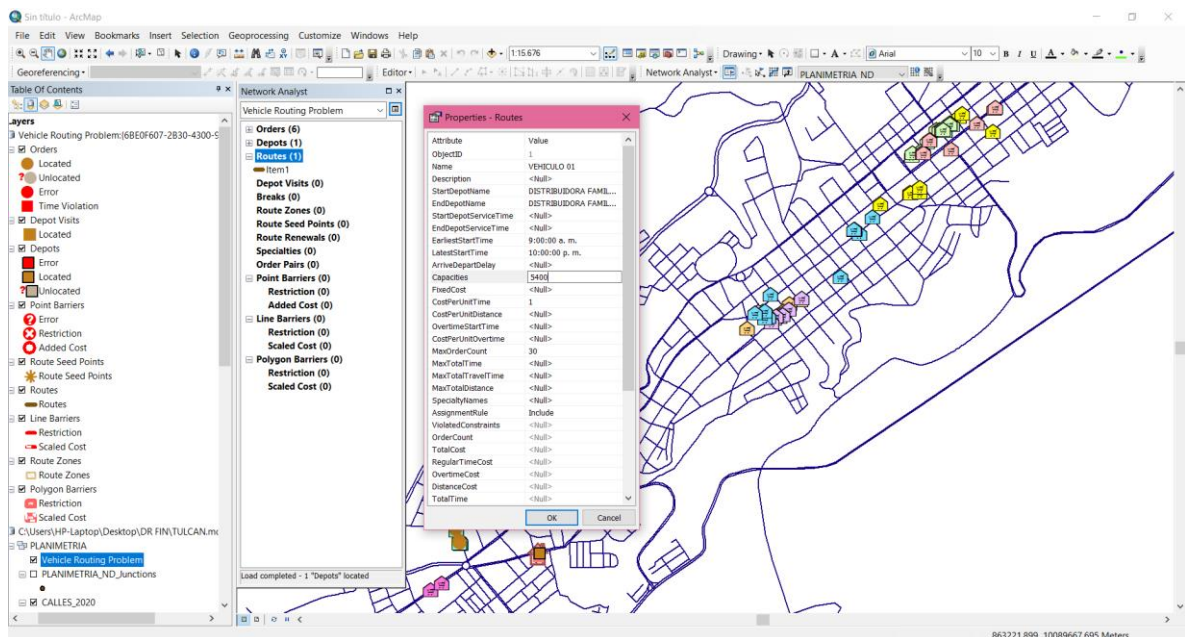 Sin título - ArcMap
File Edit View Bookmarks Insert Selection Geoprocessing Customize Windows Help
1:15.676 Drawing Arial 10 B I U A
Georeferencing Editor Network Analyst PLANIMETRIA_ND
Table Of Contents
Layers
Vehicle Routing Problem:{6BE0F607-2B30-4300-9
Orders
Located
Unlocated
Error
Time Violation
Depot Visits
Located
Depots
Error
Located
Unlocated
Point Barriers
Error
Restriction
Added Cost
Route Seed Points
Route Seed Points
Routes
Routes
Line Barriers
Restriction
Scaled Cost
Route Zones
Route Zones
Polygon Barriers
Restriction
Scaled Cost
C:\Users\HP-Laptop\Desktop\DR FIN\TULCAN.m
PLANIMETRIA
Vehicle Routing Problem
PLANIMETRIA_ND_Junctions
CALLES_2020
Network Analyst
Vehicle Routing Problem
Orders (6)
Depots (1)
Routes (1)
Item1
Depot Visits (0)
Breaks (0)
Route Zones (0)
Route Seed Points (0)
Route Renewals (0)
Specialties (0)
Order Pairs (0)
Point Barriers (0)
Restriction (0)
Added Cost (0)
Line Barriers (0)
Restriction (0)
Scaled Cost (0)
Polygon Barriers (0)
Restriction (0)
Scaled Cost (0)
Load completed - 1 "Depots" located
Properties - Routes
Attribute Value
ObjectID 1
Name VEHICULO 01
Description <Null>
StartDepotName DISTRIBUIDORA FAMIL...
EndDepotName DISTRIBUIDORA FAMIL...
StartDepotServiceTime <Null>
EndDepotServiceTime <Null>
EarliestStartTime 9:00:00 a. m.
LatestStartTime 10:00:00 p. m.
ArriveDepartDelay <Null>
Capacities 5400
FixedCost <Null>
CostPerUnitTime 1
CostPerUnitDistance <Null>
OvertimeStartTime <Null>
CostPerUnitOvertime <Null>
MaxOrderCount 30
MaxTotalTime <Null>
MaxTotalTravelTime <Null>
MaxTotalDistance <Null>
SpecialtyNames <Null>
AssignmentRule Include
ViolatedConstraints <Null>
OrderCount <Null>
TotalCost <Null>
RegularTimeCost <Null>
OvertimeCost <Null>
DistanceCost <Null>
TotalTime <Null>
OK Cancel
863221,899 10089667,695 Meters